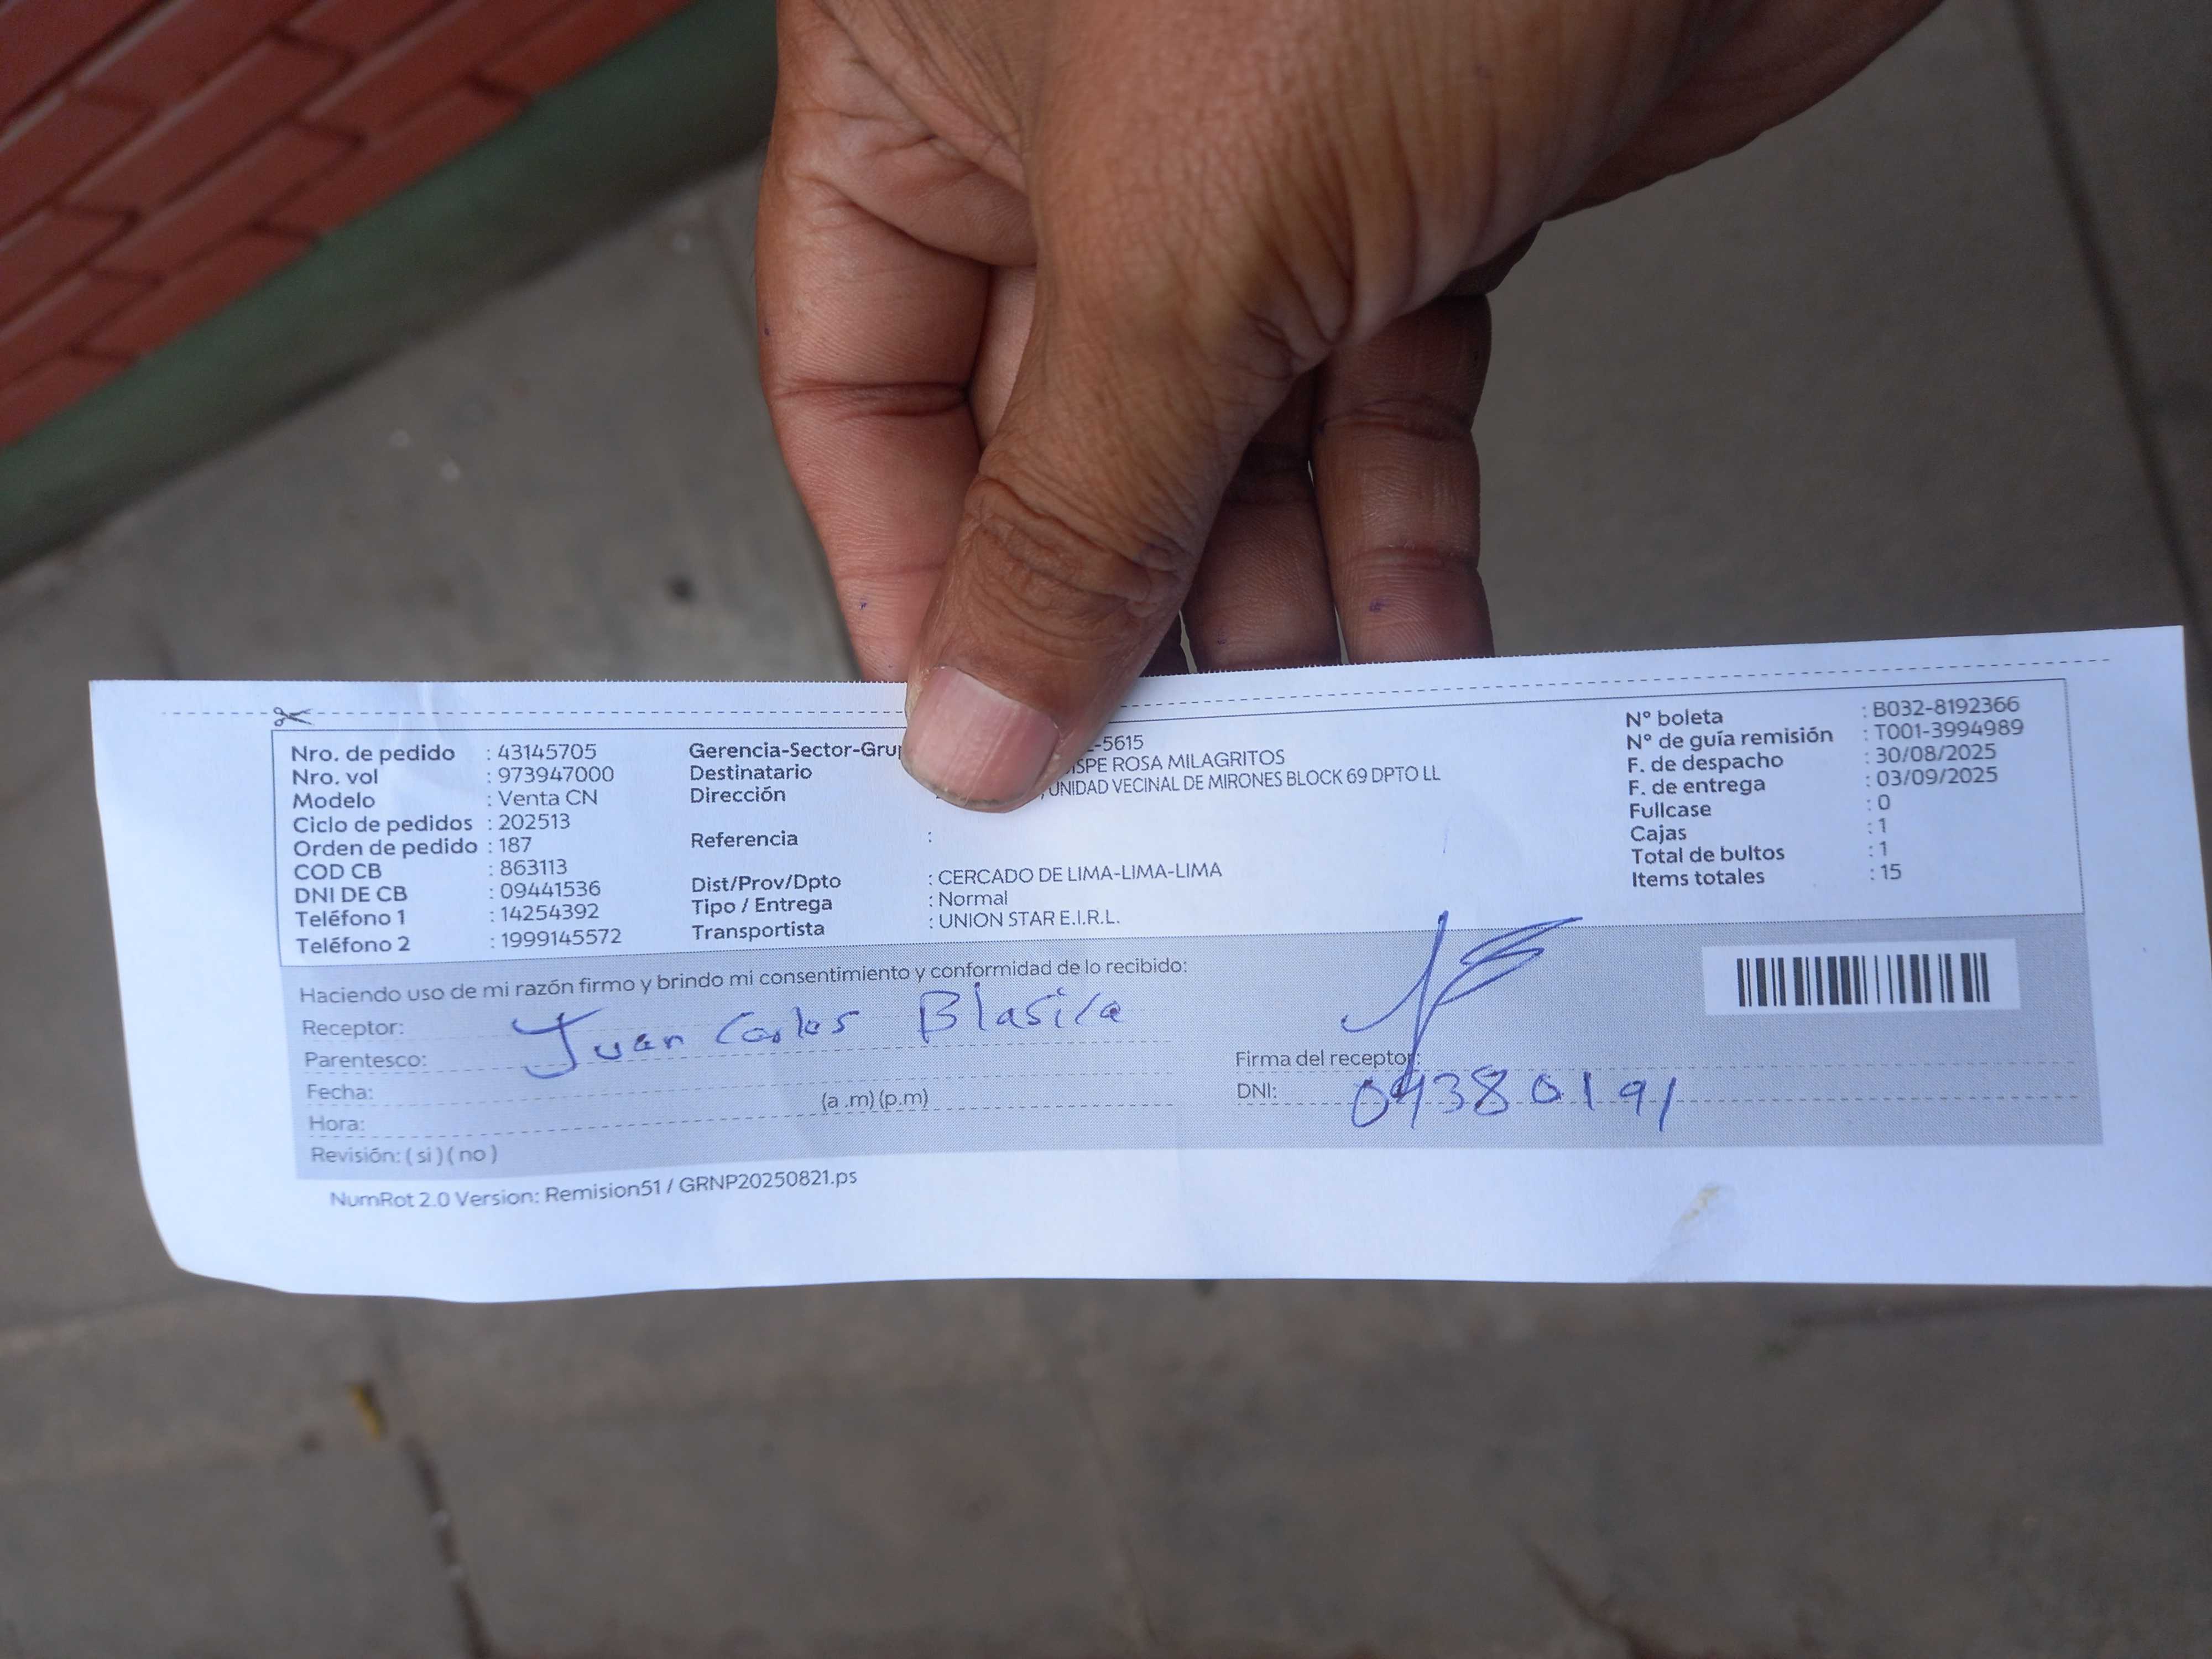 Nro. de pedido : 43145705
Nro. vol : 973947000
Modelo : Venta CN
Ciclo de pedidos : 202513
Orden de pedido : 187
COD CB : 863113
DNI DE CB : 09441536
Teléfono 1 : 14254392
Teléfono 2 : 1999145572
Gerencia-Sector-Gru -5615
Destinatario ISPE ROSA MILAGRITOS
Dirección , UNIDAD VECINAL DE MIRONES BLOCK 69 DPTO LL
Referencia :
Dist/Prov/Dpto : CERCADO DE LIMA-LIMA-LIMA
Tipo / Entrega : Normal
Transportista : UNION STAR E.I.R.L.
N° boleta : B032-8192366
N° de guía remisión : T001-3994989
F. de despacho : 30/08/2025
F. de entrega : 03/09/2025
Fullcase : 0
Cajas : 1
Total de bultos : 1
Items totales : 15
Haciendo uso de mi razón firmo y brindo mi consentimiento y conformidad de lo recibido:
Receptor: Juan Carlos
Parentesco:
Fecha:
Hora: (a .m) (p.m)
Revisión: ( si ) ( no )
Firma del receptor:
DNI: 09380191
NumRot 2.0 Version: Remision51 / GRNP20250821.ps